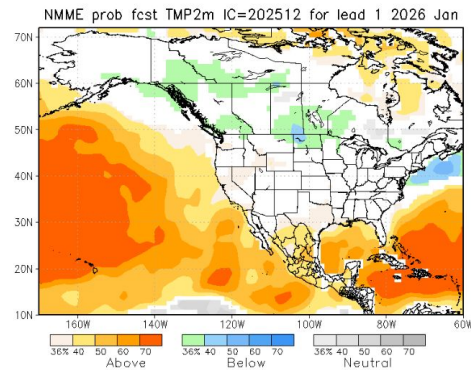 NMME prob fcst TMP2m IC=202512 for lead 1 2026 Jan
70N
60N
50N
40N
30N
20N
10N
160W 140W 120W 100W 80W 60W
36% 40 50 60 70 36% 40 50 60 70 36% 40 50 60 70
Above Below Neutral